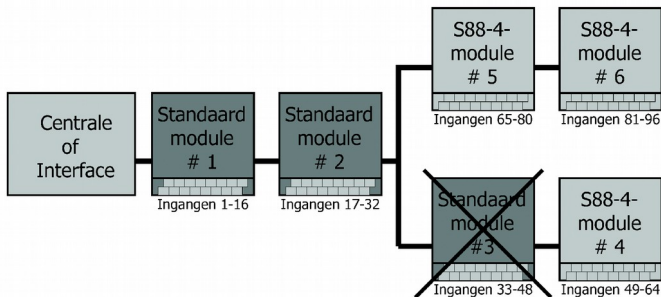 Centrale
of
Interface
Standaard
module
# 1
Ingangen 1-16
Standaard
module
# 2
Ingangen 17-32
S88-4-
module
# 5
Ingangen 65-80
S88-4-
module
# 6
Ingangen 81-96
Standaard
module
#3
Ingangen 33-48
S88-4-
module
# 4
Ingangen 49-64